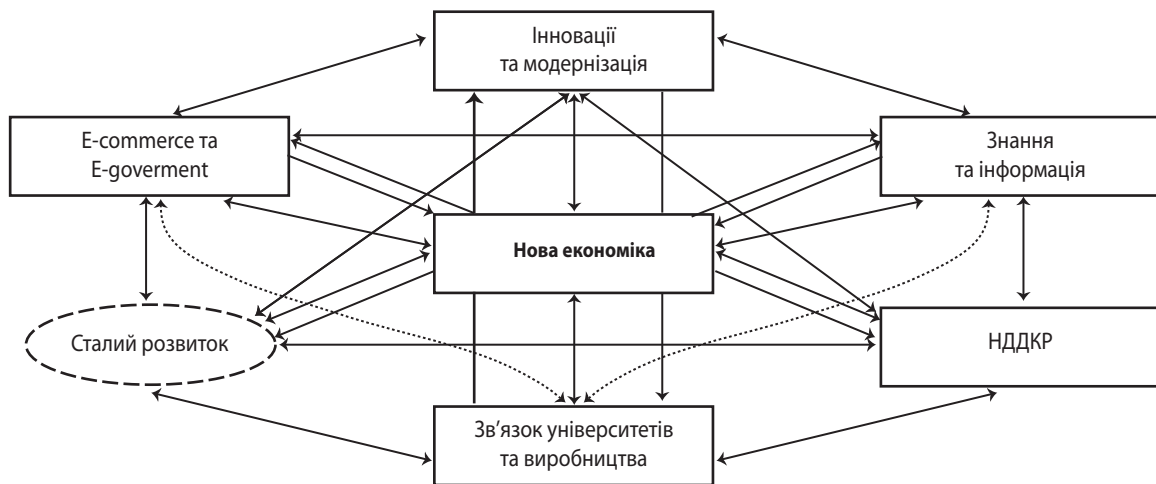 Інновації
та модернізація
E-commerce та
E-goverment
Знання
та інформація
Нова економіка
Сталий розвиток
НДДКР
Зв’язок університетів
та виробництва